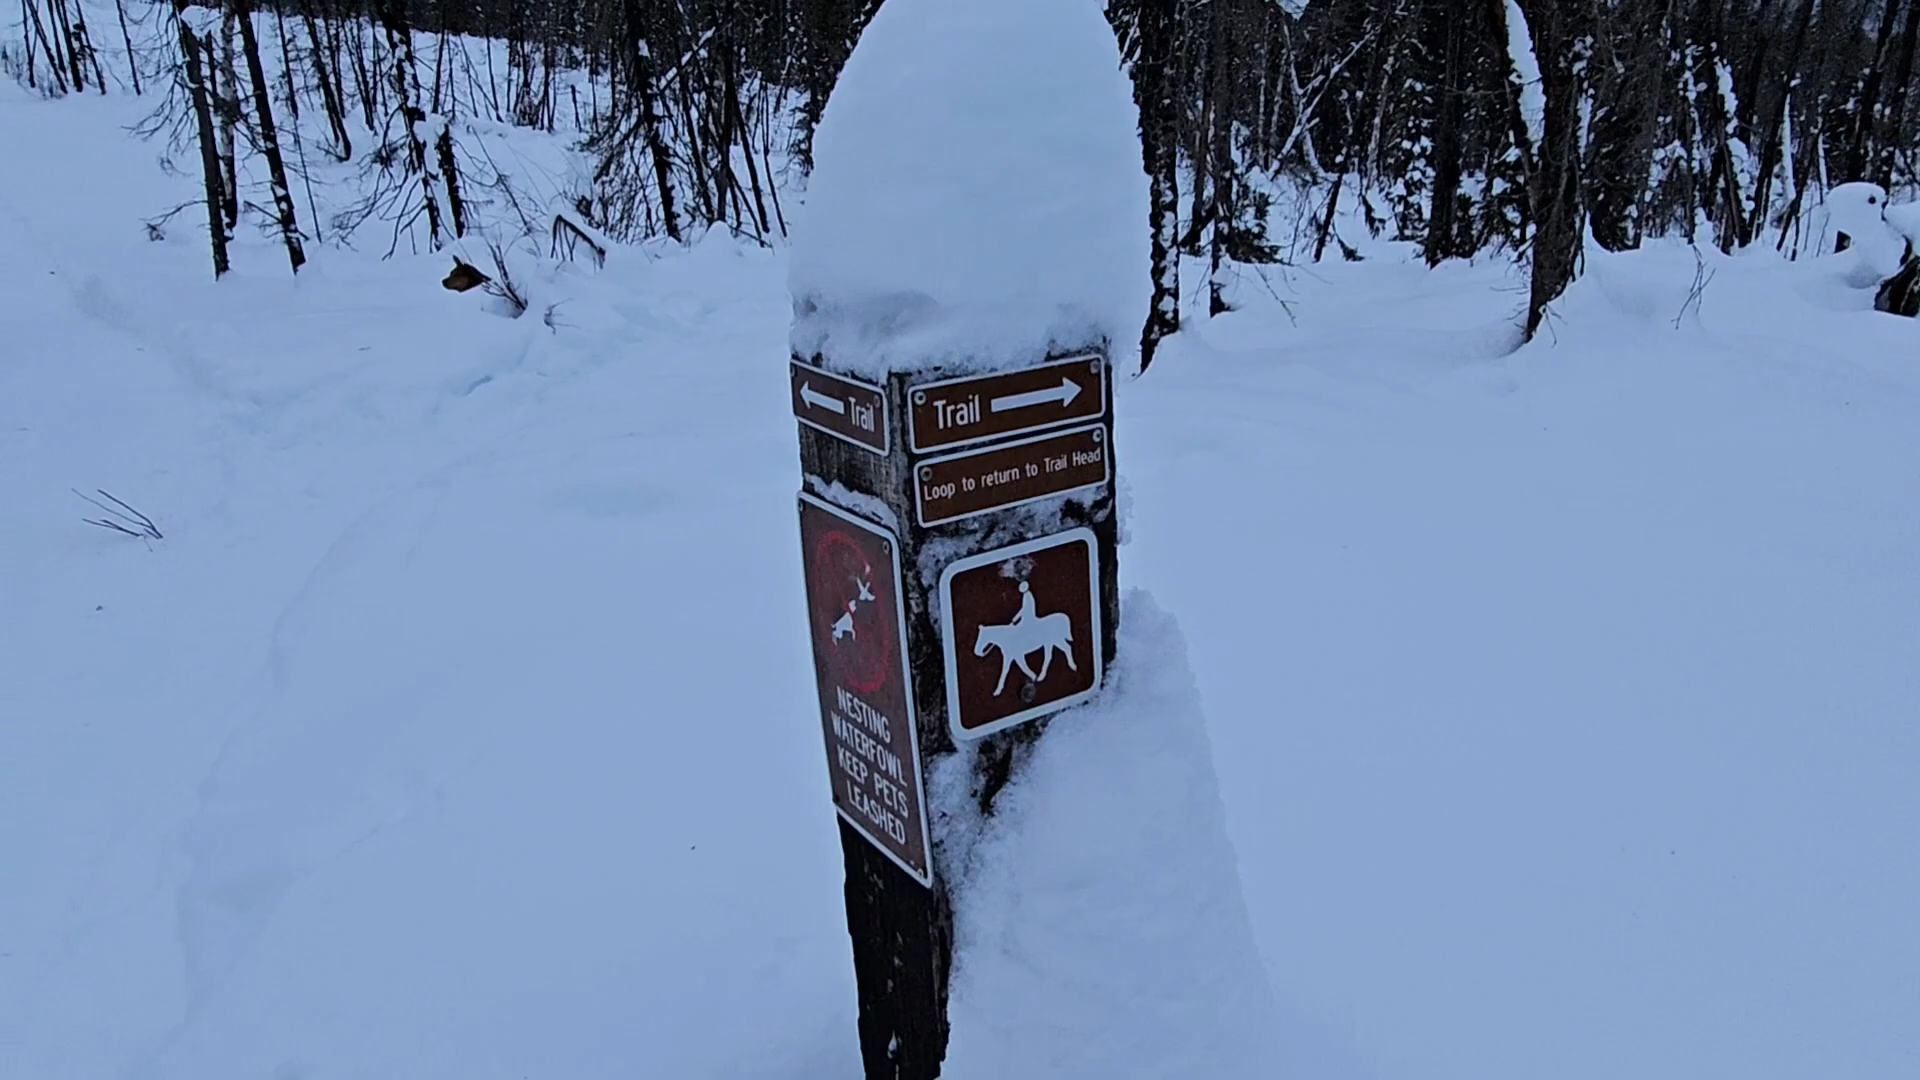 Trail
Trail
Loop to return to Trail Head
NESTING
WATERFOWL
KEEP PETS
LEASHED